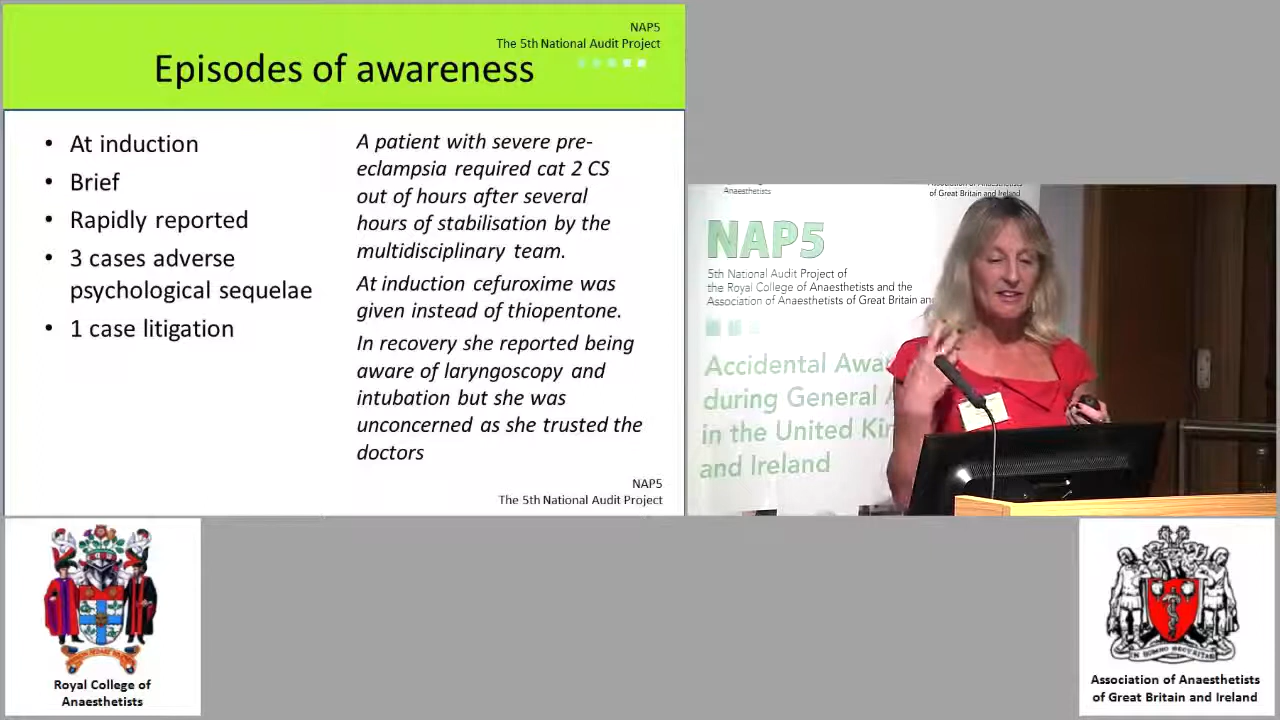 NAP5
The 5th National Audit Project
Episodes of awareness
• At induction
• Brief
• Rapidly reported
• 3 cases adverse
psychological sequelae
• 1 case litigation
A patient with severe pre-
eclampsia required cat 2 CS
out of hours after several
hours of stabilisation by the
multidisciplinary team.
At induction cefuroxime was
given instead of thiopentone.
In recovery she reported being
aware of laryngoscopy and
intubation but she was
unconcerned as she trusted the
doctors
NAP5
The 5th National Audit Project
Anaesthetists
of Great Britain and Ireland
NAP5
5th National Audit Project of
the Royal College of Anaesthetists and the
Association of Anaesthetists of Great Britain an
Accidental Awar
during General A
in the United Kin
and Ireland
Royal College of
Anaesthetists
Association of Anaesthetists
of Great Britain and Ireland